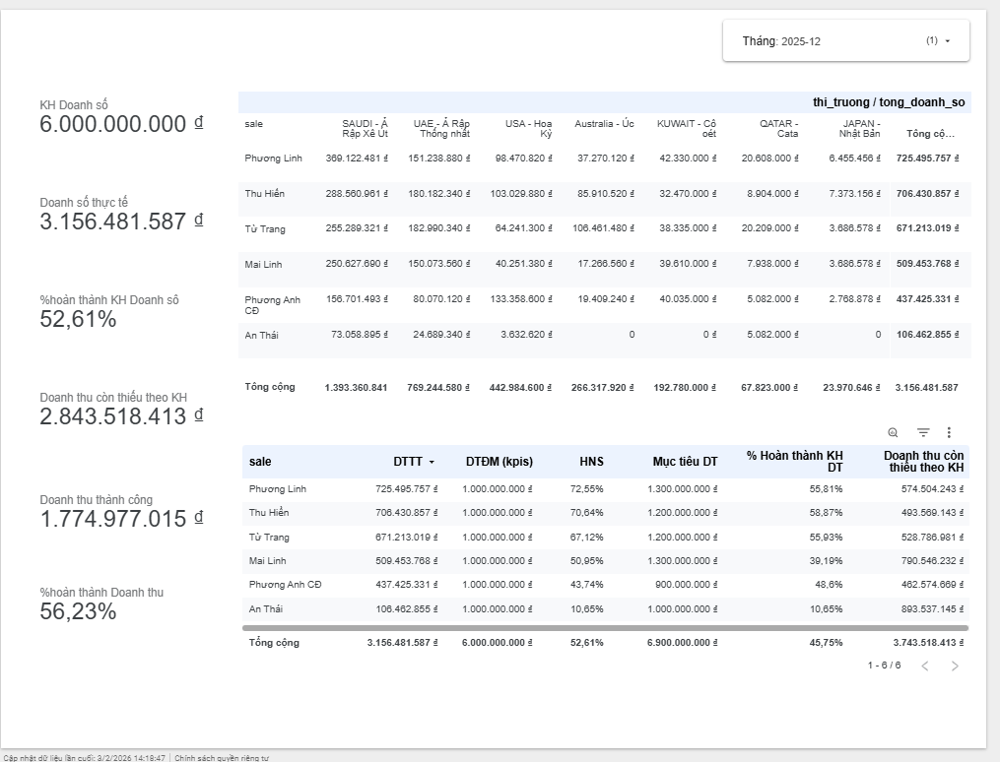 Tháng: 2025-12 (1)
KH Doanh số
6.000.000.000 ₫
Doanh số thực tế
3.156.481.587 ₫
%hoàn thành KH Doanh số
52,61%
Doanh thu còn thiếu theo KH
2.843.518.413 ₫
Doanh thu thành công
1.774.977.015 ₫
%hoàn thành Doanh thu
56,23%
thi_truong / tong_doanh_so
sale SAUDI - Ả Rập Xê Út UAE - Ả Rập Thống nhất USA - Hoa Kỳ Australia - Úc KUWAIT - Cô oét QATAR - Cata JAPAN - Nhật Bản Tổng cộ...
Phương Linh 369.122.481 ₫ 151.238.880 ₫ 98.470.820 ₫ 37.270.120 ₫ 42.330.000 ₫ 20.608.000 ₫ 6.455.456 ₫ 725.495.757 ₫
Thu Hiền 288.560.961 ₫ 180.182.340 ₫ 103.029.880 ₫ 85.910.520 ₫ 32.470.000 ₫ 8.904.000 ₫ 7.373.156 ₫ 706.430.857 ₫
Từ Trang 255.289.321 ₫ 182.990.340 ₫ 64.241.300 ₫ 106.461.480 ₫ 38.335.000 ₫ 20.209.000 ₫ 3.686.578 ₫ 671.213.019 ₫
Mai Linh 250.627.690 ₫ 150.073.560 ₫ 40.251.380 ₫ 17.266.560 ₫ 39.610.000 ₫ 7.938.000 ₫ 3.686.578 ₫ 509.453.768 ₫
Phương Anh CĐ 156.701.493 ₫ 80.070.120 ₫ 133.358.600 ₫ 19.409.240 ₫ 40.035.000 ₫ 5.082.000 ₫ 2.768.878 ₫ 437.425.331 ₫
An Thái 73.058.895 ₫ 24.689.340 ₫ 3.632.620 ₫ 0 0 ₫ 5.082.000 ₫ 0 106.462.855 ₫
Tổng cộng 1.393.360.841 769.244.580 ₫ 442.984.600 ₫ 266.317.920 ₫ 192.780.000 ₫ 67.823.000 ₫ 23.970.646 ₫ 3.156.481.587
sale DTTT DTĐM (kpis) HNS Mục tiêu DT % Hoàn thành KH DT Doanh thu còn thiếu theo KH
Phương Linh 725.495.757 ₫ 1.000.000.000 ₫ 72,55% 1.300.000.000 ₫ 55,81% 574.504.243 ₫
Thu Hiền 706.430.857 ₫ 1.000.000.000 ₫ 70,64% 1.200.000.000 ₫ 58,87% 493.569.143 ₫
Từ Trang 671.213.019 ₫ 1.000.000.000 ₫ 67,12% 1.200.000.000 ₫ 55,93% 528.786.981 ₫
Mai Linh 509.453.768 ₫ 1.000.000.000 ₫ 50,95% 1.300.000.000 ₫ 39,19% 790.546.232 ₫
Phương Anh CĐ 437.425.331 ₫ 1.000.000.000 ₫ 43,74% 900.000.000 ₫ 48,6% 462.574.669 ₫
An Thái 106.462.855 ₫ 1.000.000.000 ₫ 10,65% 1.000.000.000 ₫ 10,65% 893.537.145 ₫
Tổng cộng 3.156.481.587 ₫ 6.000.000.000 ₫ 52,61% 6.900.000.000 ₫ 45,75% 3.743.518.413 ₫
1 - 6 / 6
Cập nhật dữ liệu lần cuối: 3/2/2026 14:18:47 Chính sách quyền riêng tư